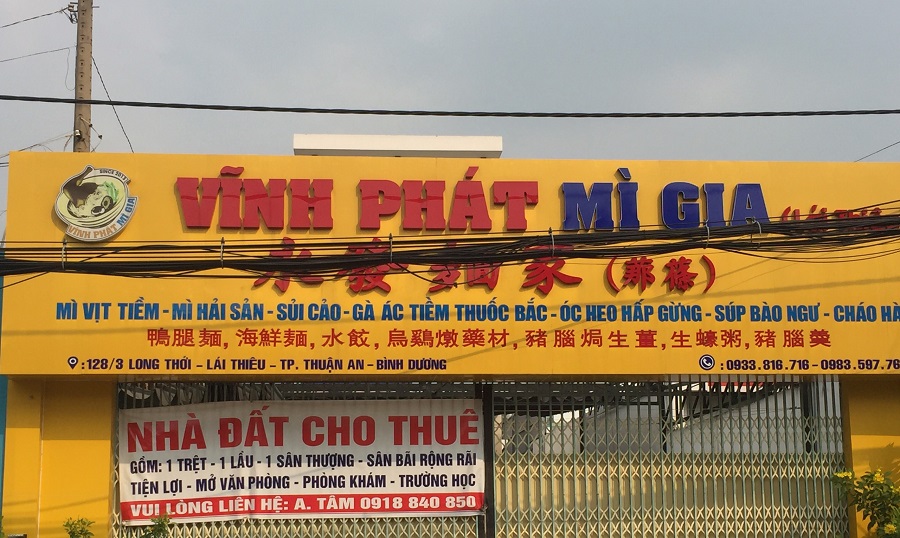 SINCE 2013
VĨNH PHÁT MÌ GIA
VĨNH PHÁT MÌ GIA
永發麵家(蒢篠)
MÌ VỊT TIỀM - MÌ HẢI SẢN - SỦI CẢO - GÀ ÁC TIỀM THUỐC BẮC - ÓC HEO HẤP GỪNG - SÚP BÀO NGƯ - CHÁO HÀ
鴨腿麵, 海鮮麵, 水餃, 烏鷄燉藥材, 豬腦焗生薑, 生蠔粥, 豬腦羹
: 128/3 LONG THỚI - LÁI THIÊU - TP. THUẬN AN - BÌNH DƯƠNG
: 0933.816.716 - 0983.597.76
NHÀ ĐẤT CHO THUÊ
GỒM: 1 TRỆT - 1 LẦU - 1 SÂN THƯỢNG - SÂN BÃI RỘNG RÃI
TIỆN LỢI - MỞ VĂN PHÒNG - PHÒNG KHÁM - TRƯỜNG HỌC
VUI LÒNG LIÊN HỆ: A. TÂM 0918 840 850